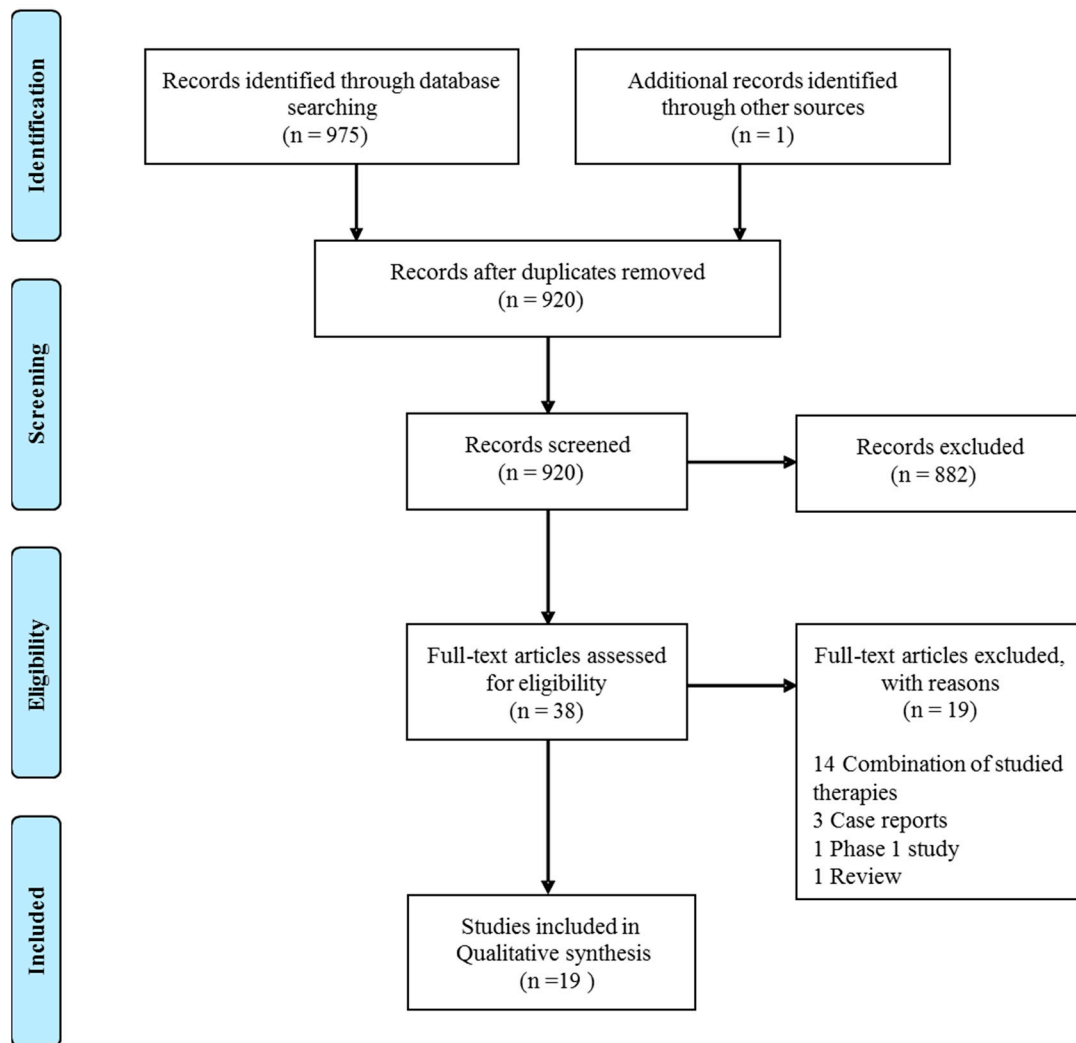 Identification
Records identified through database
searching
(n = 975)
Additional records identified
through other sources
(n = 1)
Records after duplicates removed
(n = 920)
Screening
Records screened
(n = 920)
Records excluded
(n = 882)
Eligibility
Full-text articles assessed
for eligibility
(n = 38)
Full-text articles excluded,
with reasons
(n = 19)
14 Combination of studied
therapies
3 Case reports
1 Phase 1 study
1 Review
Included
Studies included in
Qualitative synthesis
(n =19 )